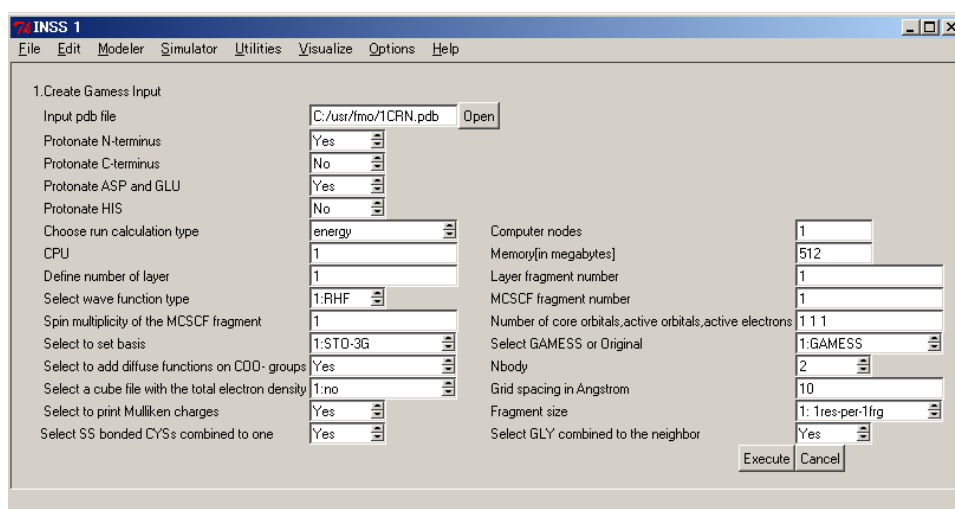 INSS 1
File Edit Modeler Simulator Utilities Visualize Options Help
1.Create Gamess Input
Input pdb file C:/usr/fmo/1CRN.pdb Open
Protonate N-terminus Yes
Protonate C-terminus No
Protonate ASP and GLU Yes
Protonate HIS No
Choose run calculation type energy Computer nodes 1
CPU 1 Memory[in megabytes] 512
Define number of layer 1 Layer fragment number 1
Select wave function type 1:RHF MCSCF fragment number 1
Spin multiplicity of the MCSCF fragment 1 Number of core orbitals,active orbitals,active electrons 1 1 1
Select to set basis 1:STO-3G Select GAMESS or Original 1:GAMESS
Select to add diffuse functions on COO- groups Yes Nbody 2
Select a cube file with the total electron density 1:no Grid spacing in Angstrom 10
Select to print Mulliken charges Yes Fragment size 1: 1res-per-1frg
Select SS bonded CYSs combined to one Yes Select GLY combined to the neighbor Yes
Execute Cancel